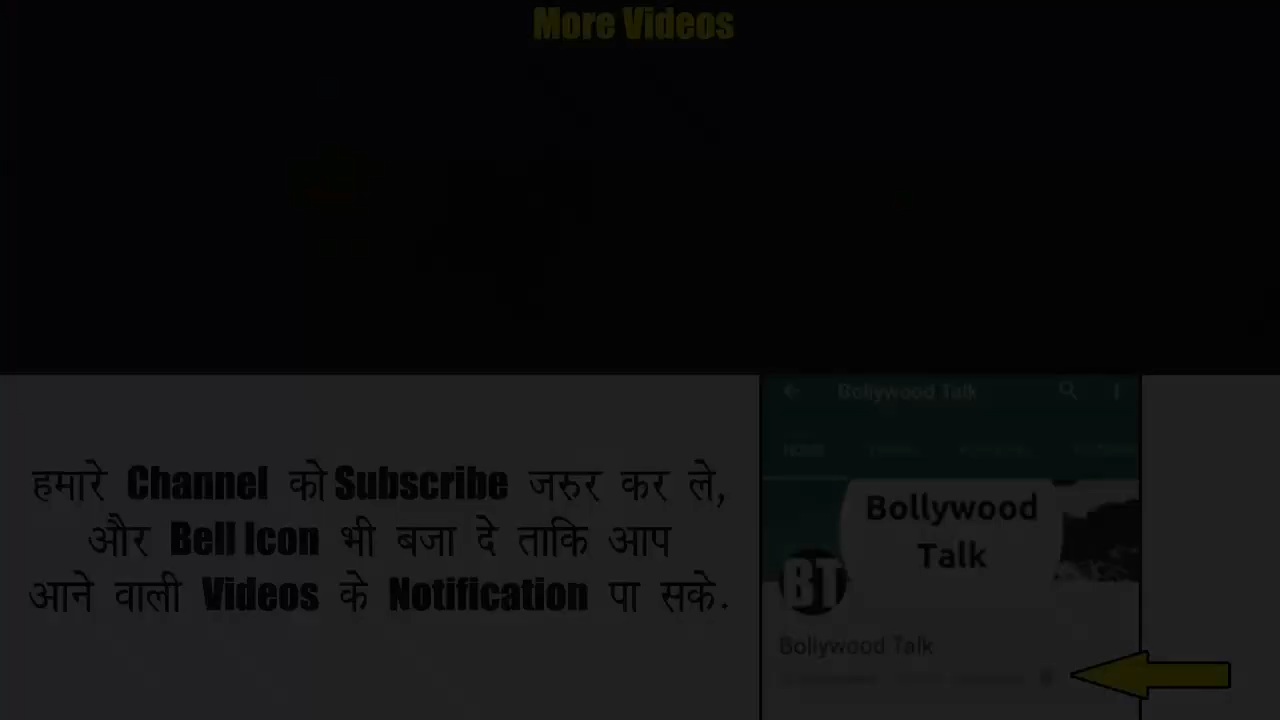 More Videos
हमारे Channel को Subscribe जरुर कर ले,
और Bell Icon भी बजा दे ताकि आप
आने वाली Videos के Notification पा सके.
Bollywood Talk
HOME
Bollywood
Talk
BT
Bollywood Talk